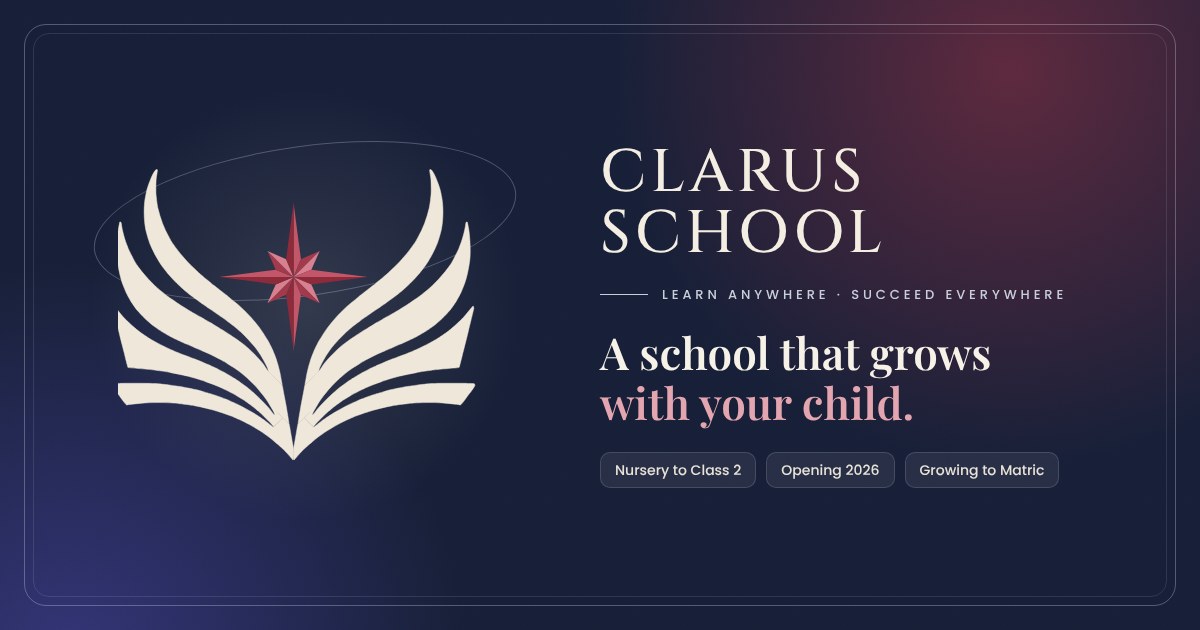 CLARUS
SCHOOL
LEARN ANYWHERE · SUCCEED EVERYWHERE
A school that grows
with your child.
Nursery to Class 2
Opening 2026
Growing to Matric